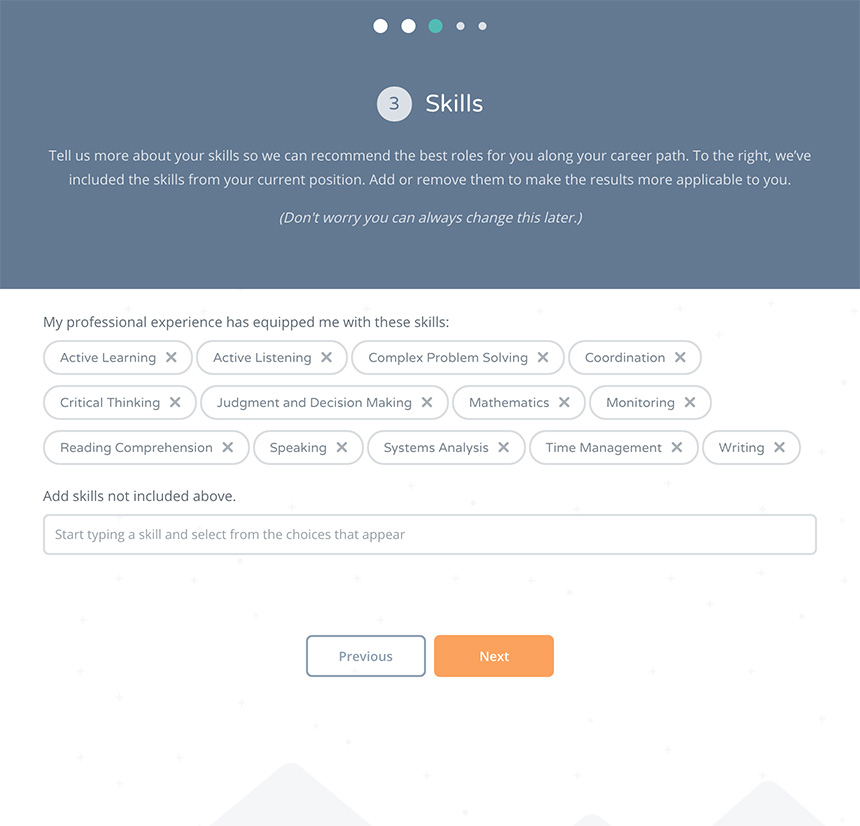 3 Skills
Tell us more about your skills so we can recommend the best roles for you along your career path. To the right, we’ve
included the skills from your current position. Add or remove them to make the results more applicable to you.
(Don't worry you can always change this later.)
My professional experience has equipped me with these skills:
Active Learning ✕ Active Listening ✕ Complex Problem Solving ✕ Coordination ✕
Critical Thinking ✕ Judgment and Decision Making ✕ Mathematics ✕ Monitoring ✕
Reading Comprehension ✕ Speaking ✕ Systems Analysis ✕ Time Management ✕ Writing ✕
Add skills not included above.
Start typing a skill and select from the choices that appear
Previous Next